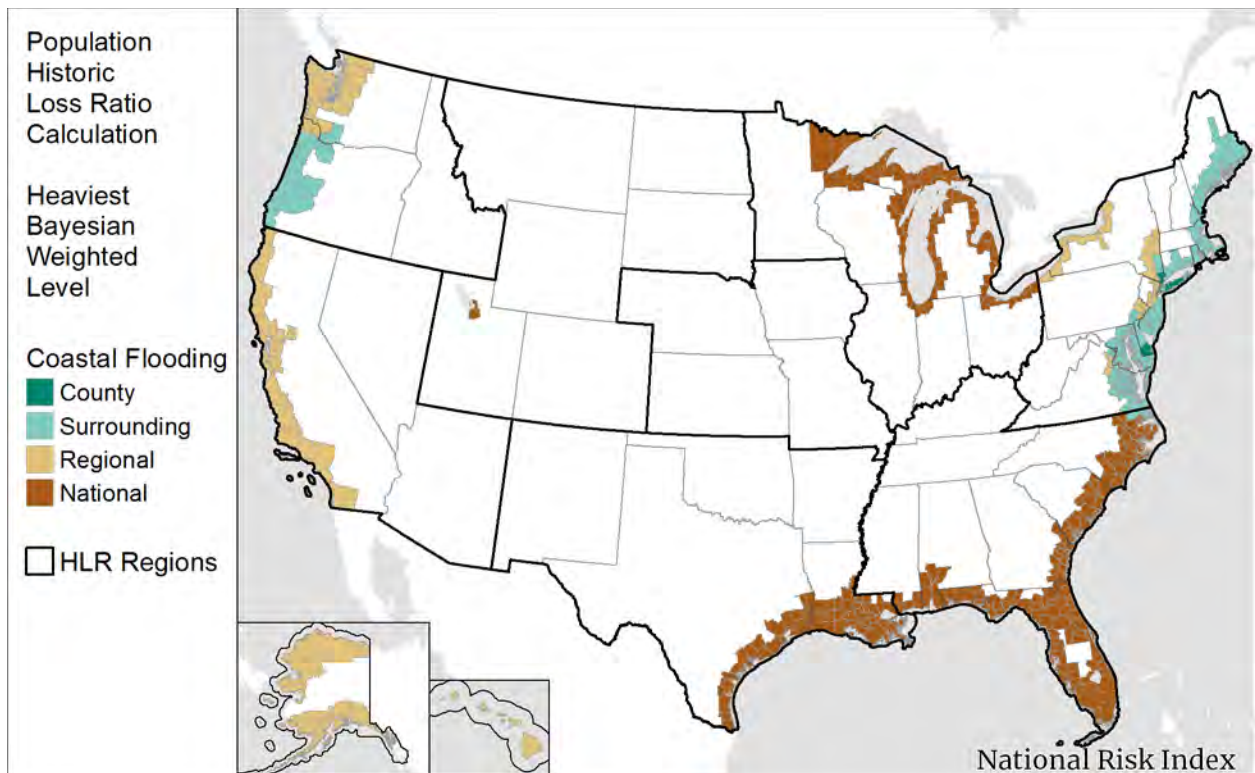 Population
Historic
Loss Ratio
Calculation
Heaviest
Bayesian
Weighted
Level
Coastal Flooding
County
Surrounding
Regional
National
HLR Regions
National Risk Index